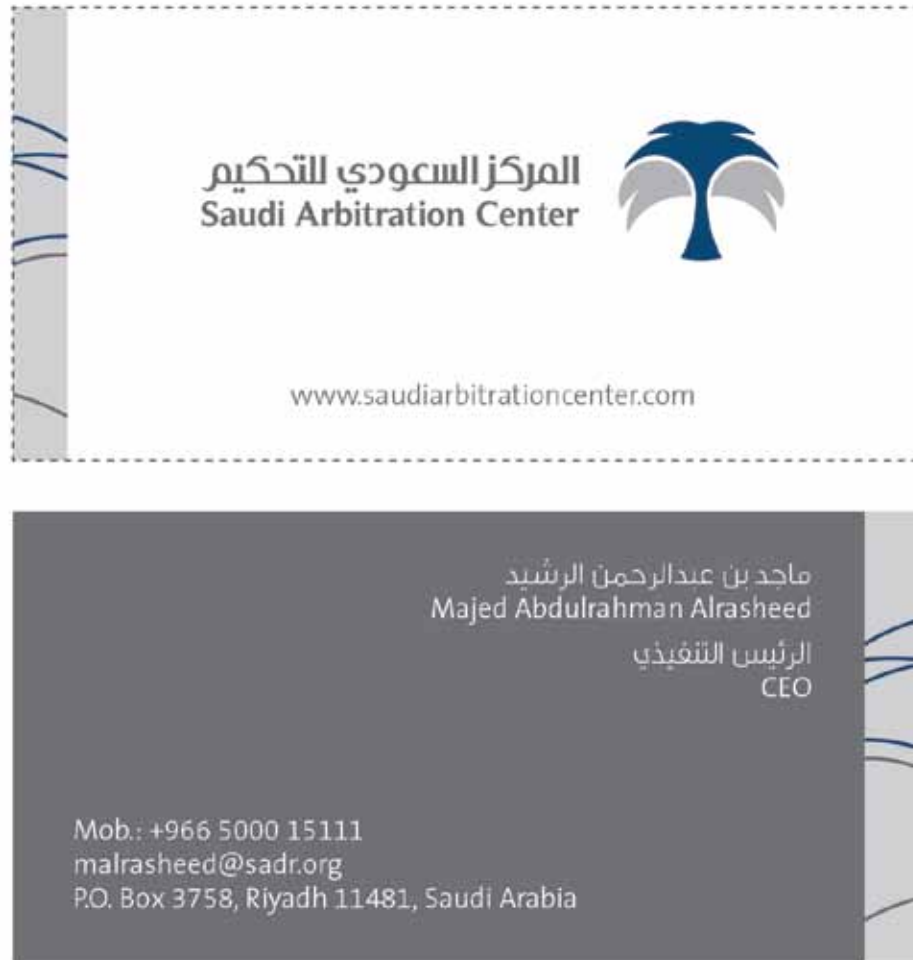 المركز السعودي للتحكيم
Saudi Arbitration Center
www.saudiarbitrationcenter.com
ماجد بن عبدالرحمن الرشيد
Majed Abdulrahman Alrasheed
الرئيس التنفيذي
CEO
Mob.: +966 5000 15111
malrasheed@sadr.org
P.O. Box 3758, Riyadh 11481, Saudi Arabia